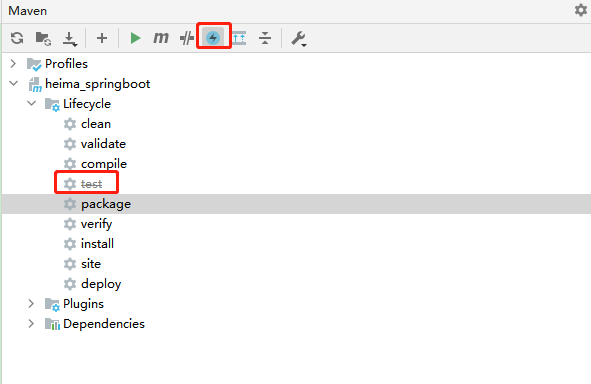 Maven
m
Profiles
heima_springboot
Lifecycle
clean
validate
compile
test
package
verify
install
site
deploy
Plugins
Dependencies